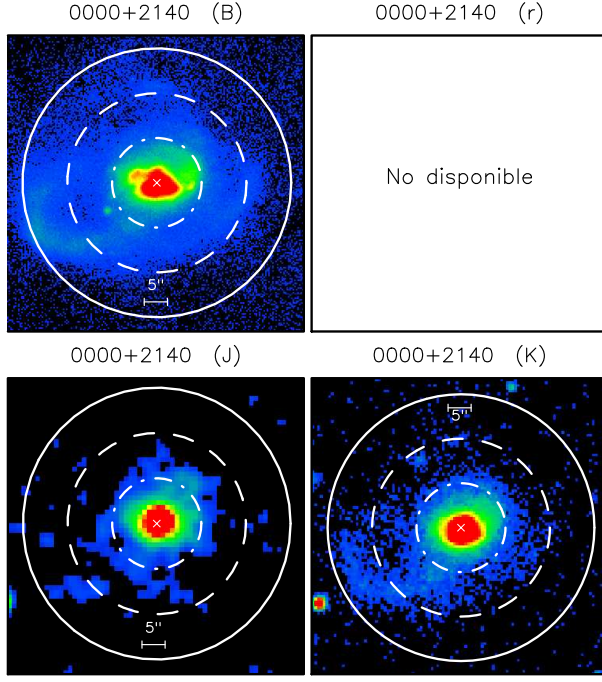 0000+2140 (B)
0000+2140 (r)
No disponible
5"
0000+2140 (J)
0000+2140 (K)
5"
5"